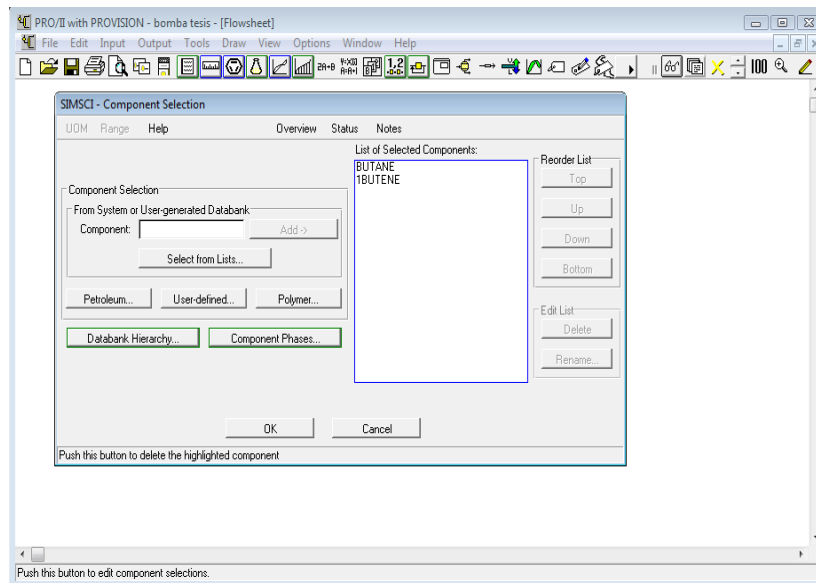 PRO/II with PROVISION - bomba tesis - [Flowsheet]
File Edit Input Output Tools Draw View Options Window Help
2A+B 1,2 100
SIMSCI - Component Selection
UOM Range Help Overview Status Notes
List of Selected Components:
BUTANE
1BUTENE
Component Selection
From System or User-generated Databank
Component: Add ->
Select from Lists...
Petroleum... User-defined... Polymer...
Databank Hierarchy... Component Phases...
Reorder List
Top
Up
Down
Bottom
Edit List
Delete
Rename...
OK Cancel
Push this button to delete the highlighted component
Push this button to edit component selections.